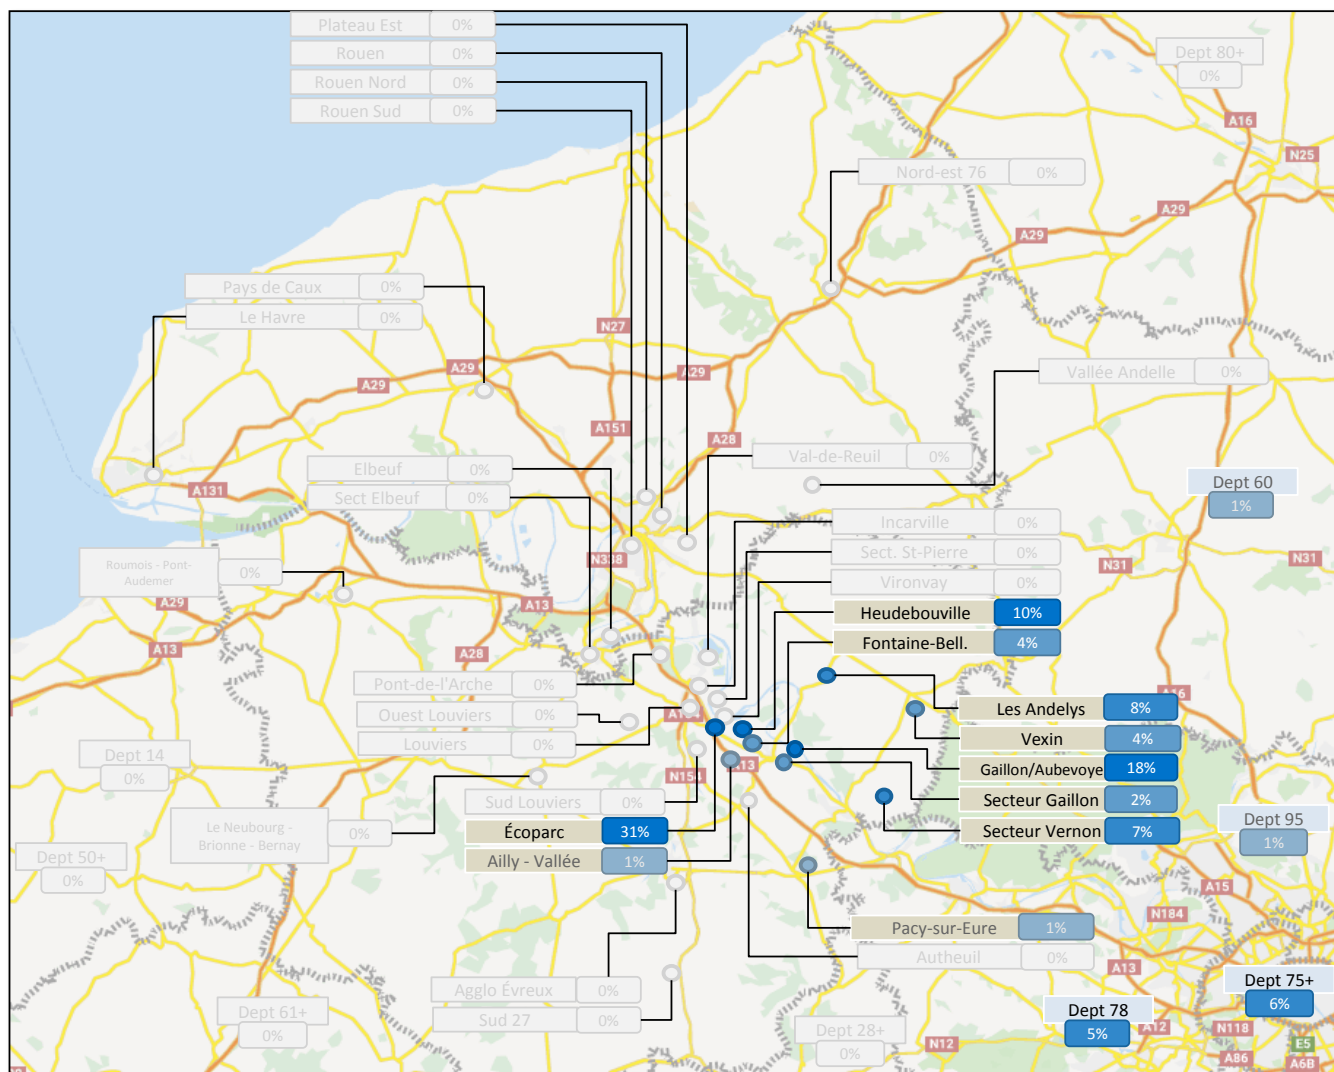 Plateau Est 0%
Rouen 0%
Rouen Nord 0%
Rouen Sud 0%
Dept 80+
0%
A16
N25
Nord-est 76 0%
A29
A29
Pays de Caux 0%
Le Havre 0%
N27
A29
A29
A29
Vallée Andelle 0%
A151
A28
Val-de-Reuil 0%
Elbeuf 0%
Sect Elbeuf 0%
A131
Dept 60
1%
Incarville 0%
Sect. St-Pierre 0%
Vironvay 0%
N338
N31
N31
Roumois - Pont-
Audemer 0%
A29
A13
A13
A28
Heudebouville 10%
Fontaine-Bell. 4%
Pont-de-l'Arche 0%
Ouest Louviers 0%
Louviers 0%
A16
Les Andelys 8%
Vexin 4%
Gaillon/Aubevoye 18%
Secteur Gaillon 2%
Secteur Vernon 7%
Dept 14
0%
N154
A13
Sud Louviers 0%
Écoparc 31%
Ailly - Vallée 1%
Le Neubourg -
Brionne - Bernay 0%
Dept 95
1%
Dept 50+
0%
A15
N184
Pacy-sur-Eure 1%
Autheuil 0%
A13
Dept 75+
6%
Agglo Évreux 0%
Sud 27 0%
Dept 61+
0%
Dept 78
5%
Dept 28+
0%
A12
N118
N12
E5
A86
A6B